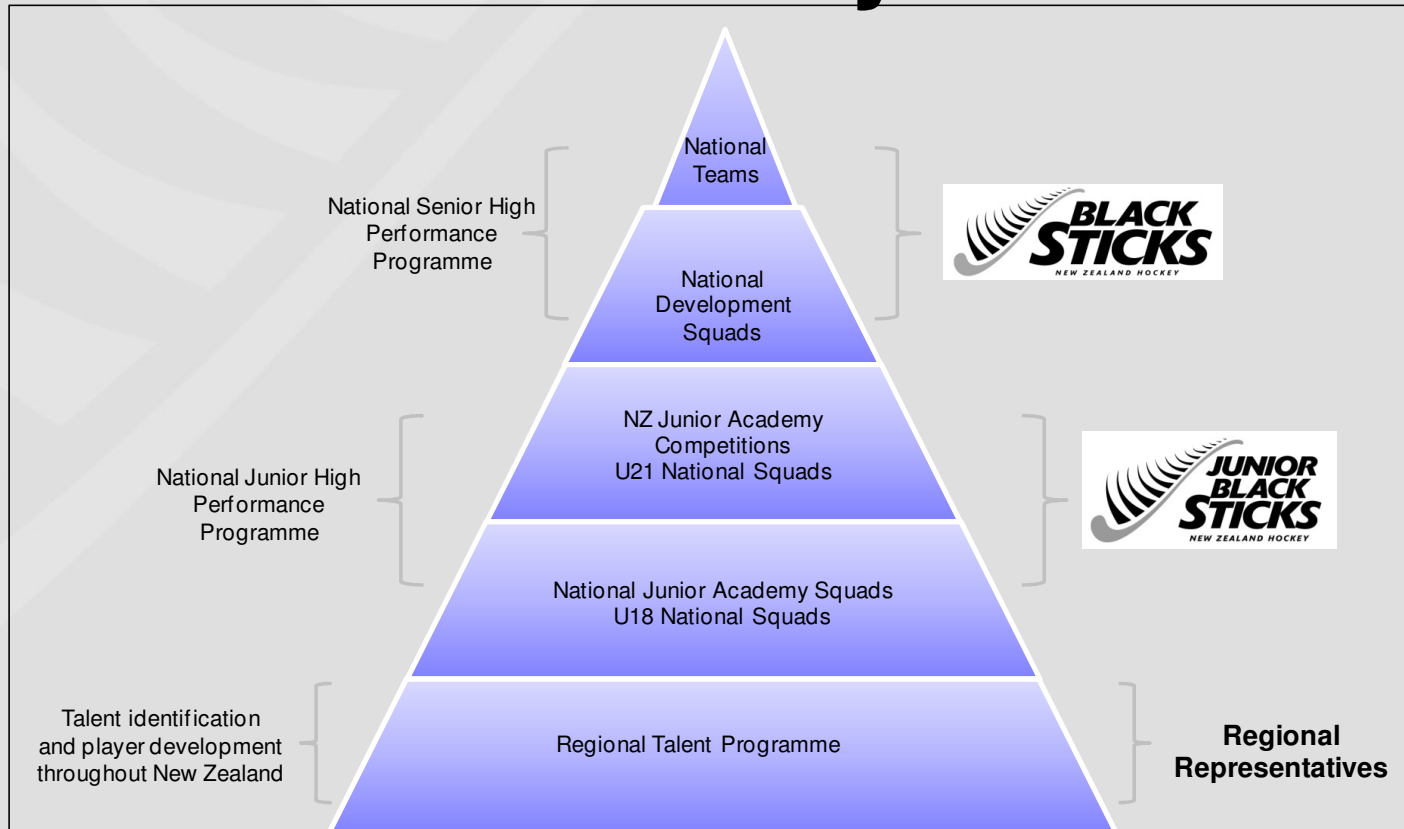 National
Teams
National Senior High
Performance
Programme
BLACK
STICKS
NEW ZEALAND HOCKEY
National
Development
Squads
NZ Junior Academy
Competitions
U21 National Squads
National Junior High
Performance
Programme
JUNIOR
BLACK
STICKS
NEW ZEALAND HOCKEY
National Junior Academy Squads
U18 National Squads
Talent identification
and player development
throughout New Zealand
Regional Talent Programme
Regional
Representatives